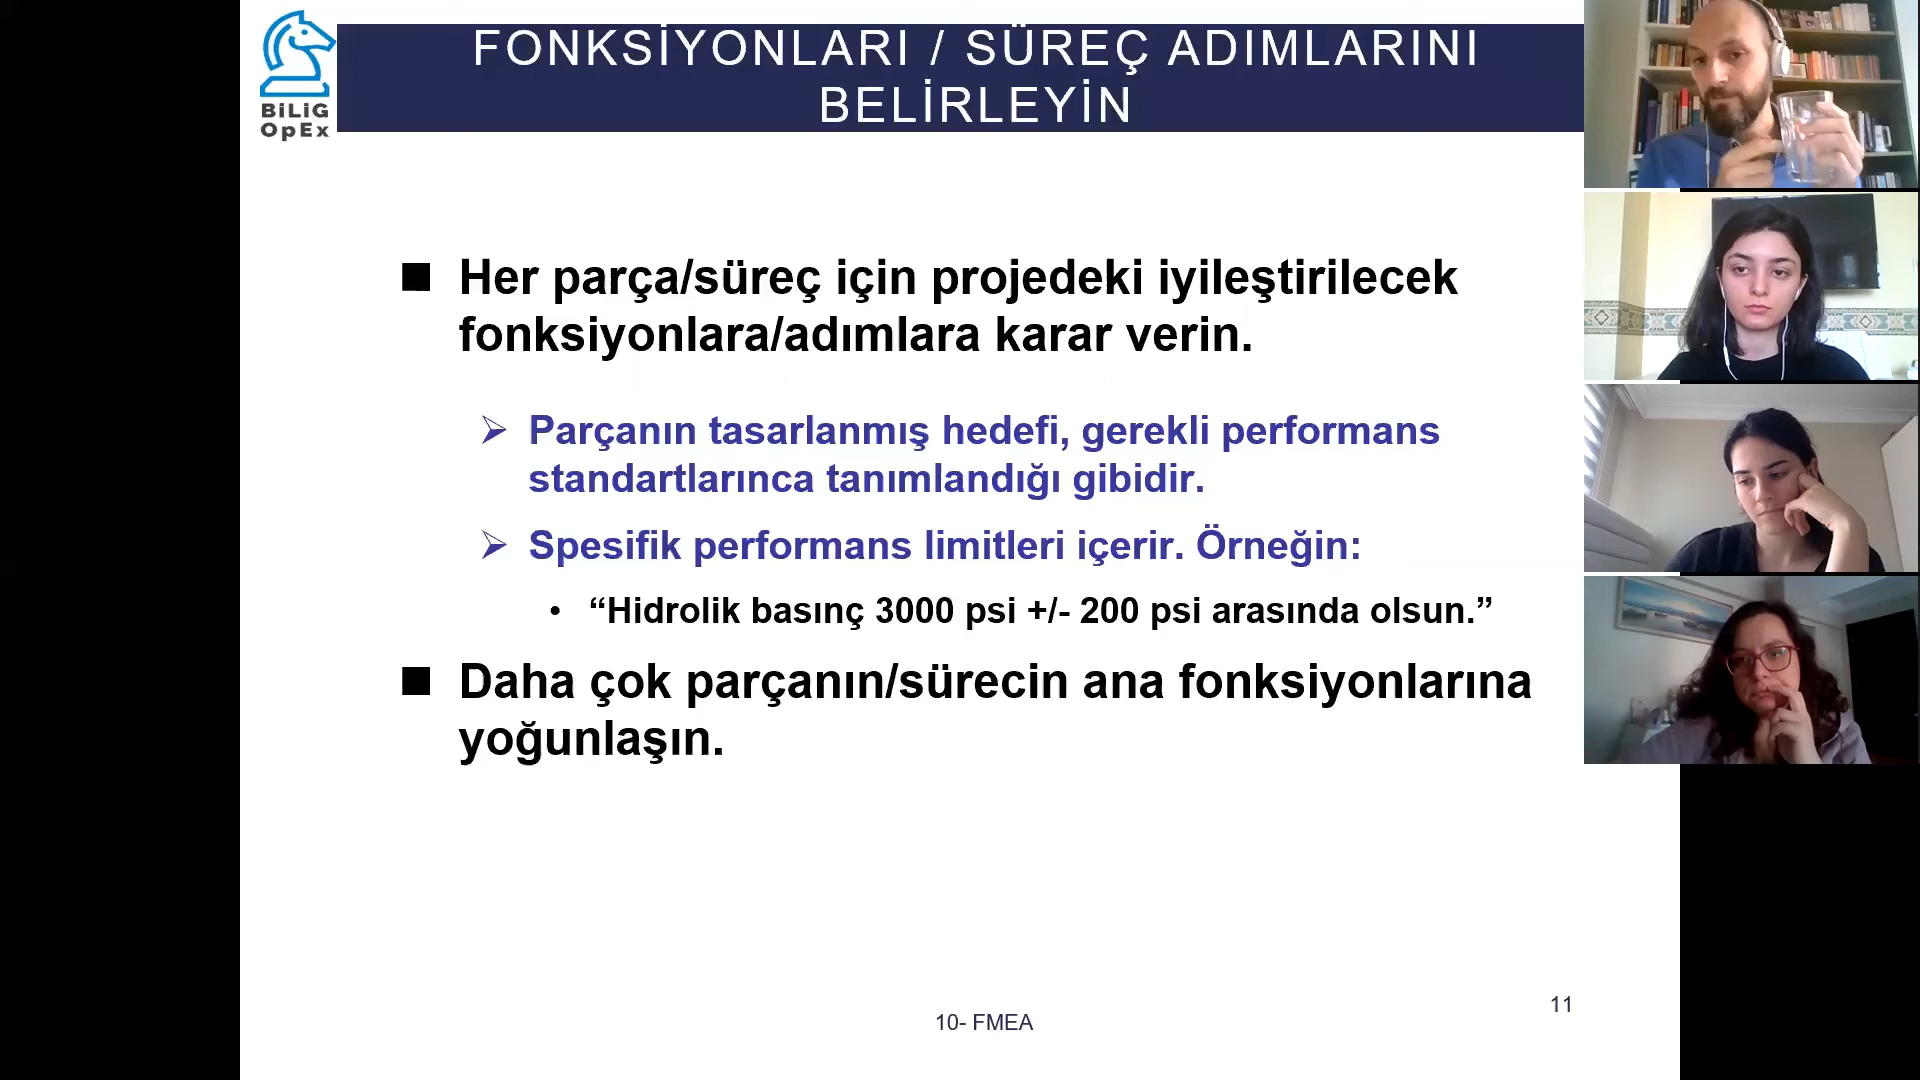 FONKSİYONLARI / SÜREÇ ADIMLARINI
BELİRLEYİN
BiLiG
OpEx
■ Her parça/süreç için projedeki iyileştirilecek
fonksiyonlara/adımlara karar verin.
➢ Parçanın tasarlanmış hedefi, gerekli performans
standartlarınca tanımlandığı gibidir.
➢ Spesifik performans limitleri içerir. Örneğin:
• “Hidrolik basınç 3000 psi +/- 200 psi arasında olsun.”
■ Daha çok parçanın/sürecin ana fonksiyonlarına
yoğunlaşın.
10- FMEA
11